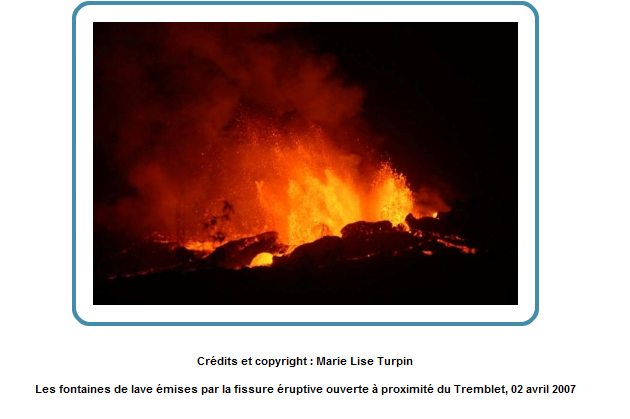 Crédits et copyright : Marie Lise Turpin
Les fontaines de lave émises par la fissure éruptive ouverte à proximité du Tremblet, 02 avril 2007